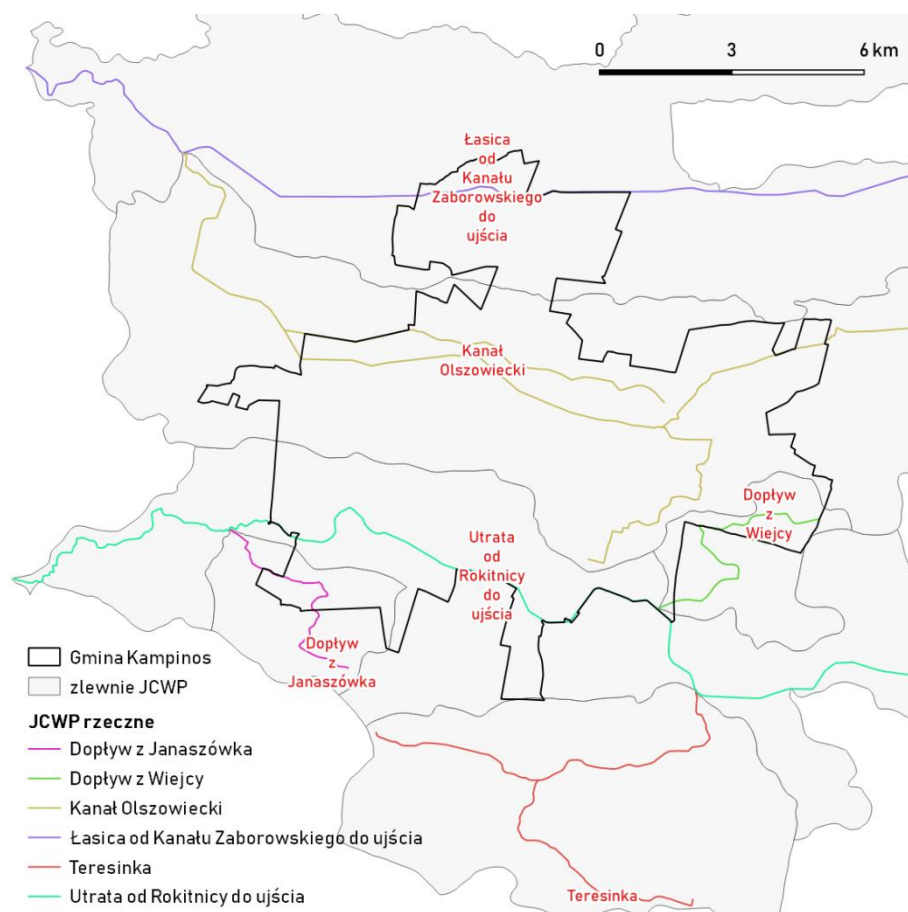 0 3 6 km
Łasica
od
Kanału
Zaborowskiego
do
ujścia
Kanał
Olszowiecki
Dopływ
z
Wiejcy
Utrata
od
Rokitnicy
do
ujścia
Dopływ
z
Janaszówka
Gmina Kampinos
zlewnie JCWP
JCWP rzeczne
Dopływ z Janaszówka
Dopływ z Wiejcy
Kanał Olszowiecki
Łasica od Kanału Zaborowskiego do ujścia
Teresinka
Utrata od Rokitnicy do ujścia
Teresinka